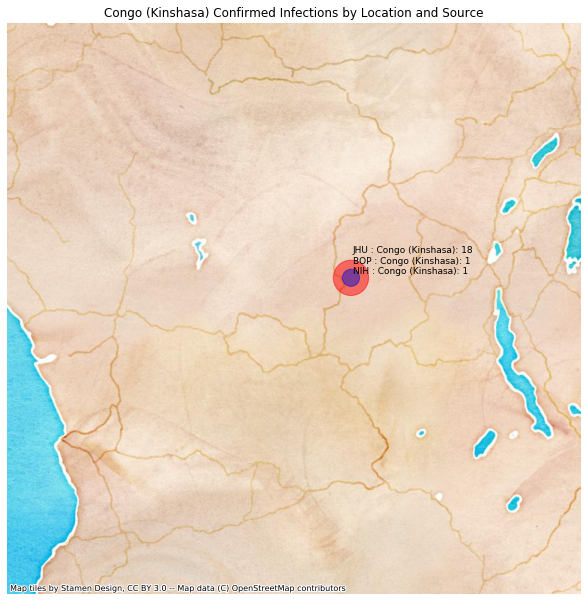 Congo (Kinshasa) Confirmed Infections by Location and Source
JHU : Congo (Kinshasa): 18
BOP : Congo (Kinshasa): 1
NIH : Congo (Kinshasa): 1
Map tiles by Stamen Design, CC BY 3.0 -- Map data (C) OpenStreetMap contributors